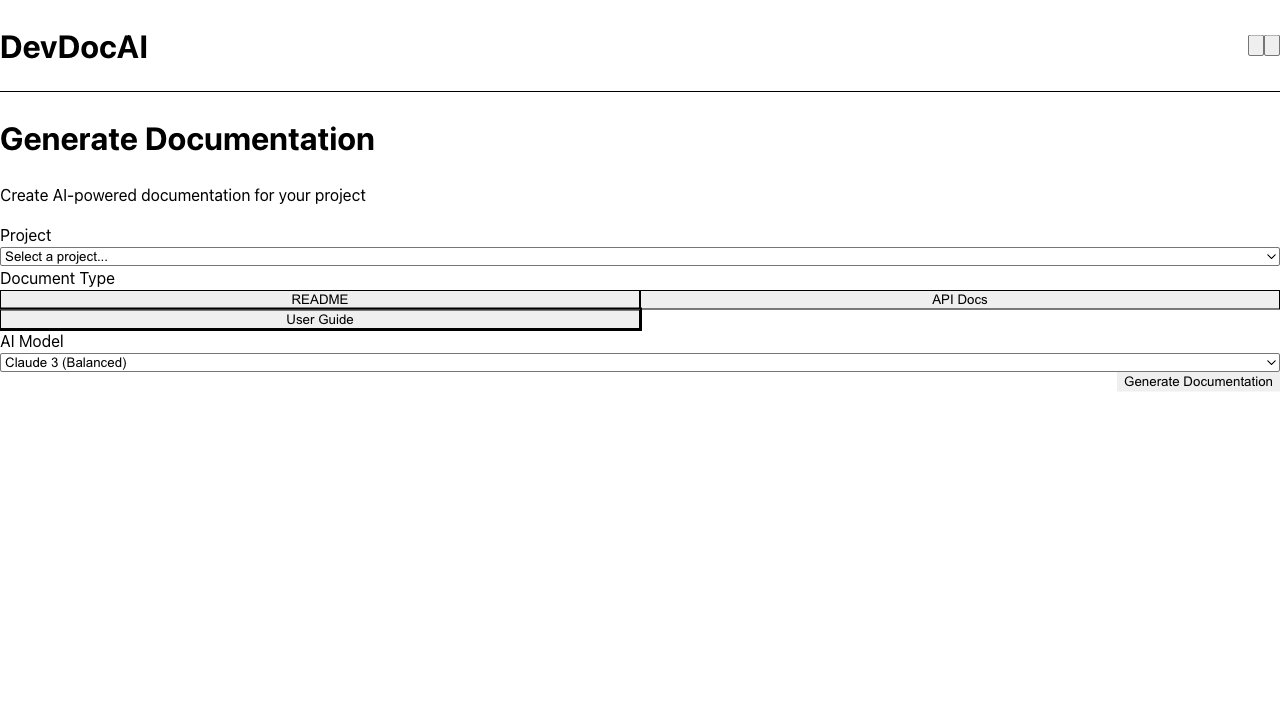 DevDocAI
Generate Documentation
Create AI-powered documentation for your project
Project
Select a project...
Document Type
README
API Docs
User Guide
AI Model
Claude 3 (Balanced)
Generate Documentation